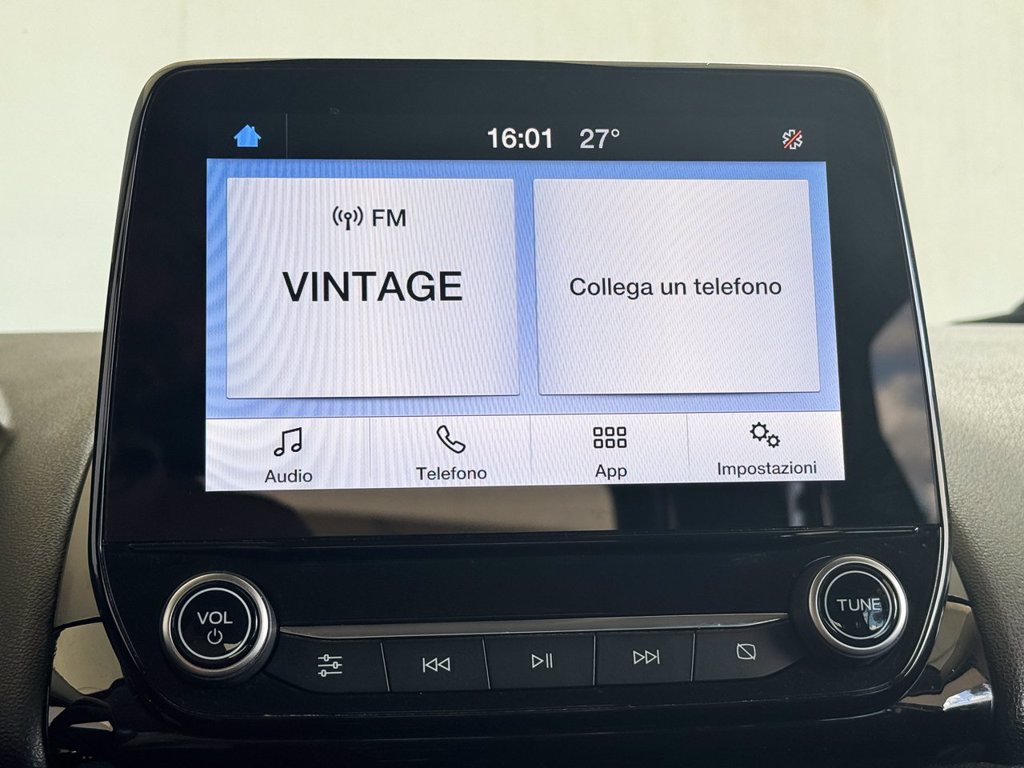 16:01 27°
FM
VINTAGE
Collega un telefono
Audio Telefono App Impostazioni
VOL
TUNE